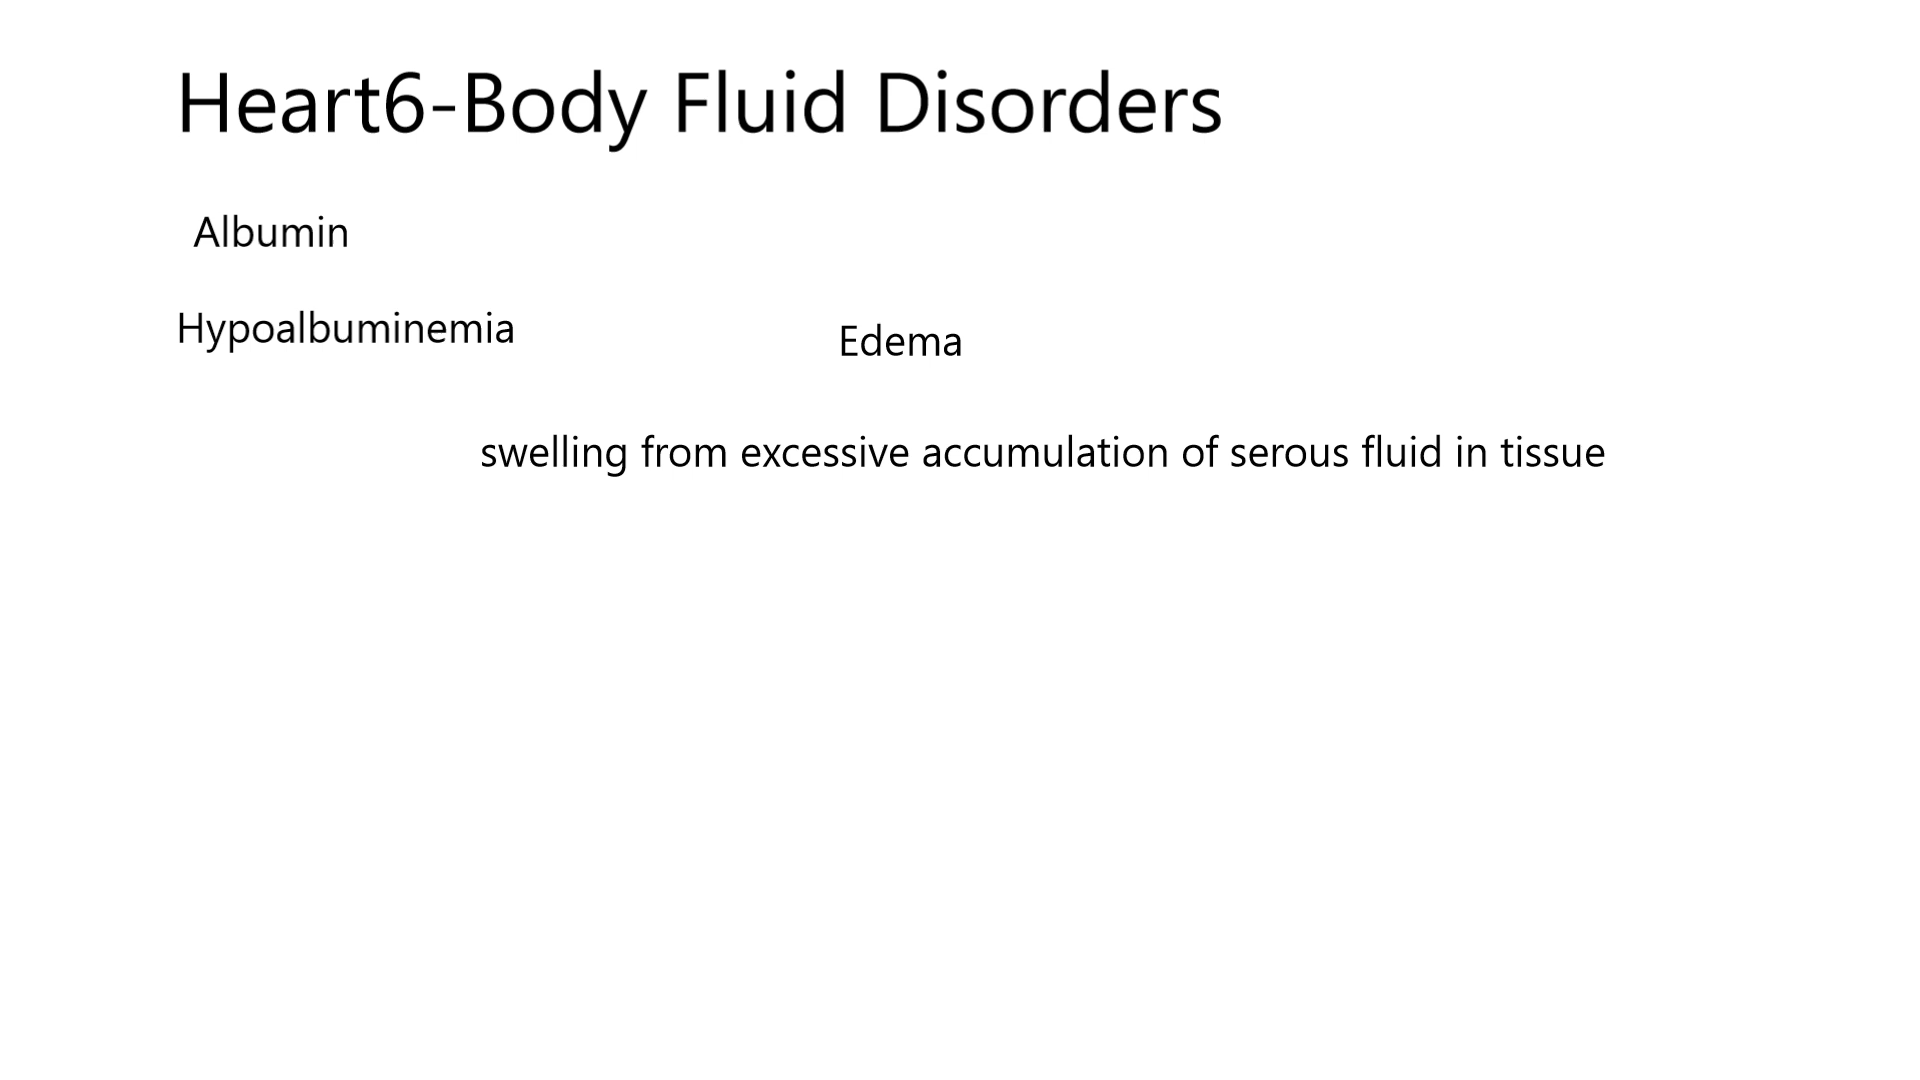 Heart6-Body Fluid Disorders
Albumin
Hypoalbuminemia
Edema
swelling from excessive accumulation of serous fluid in tissue